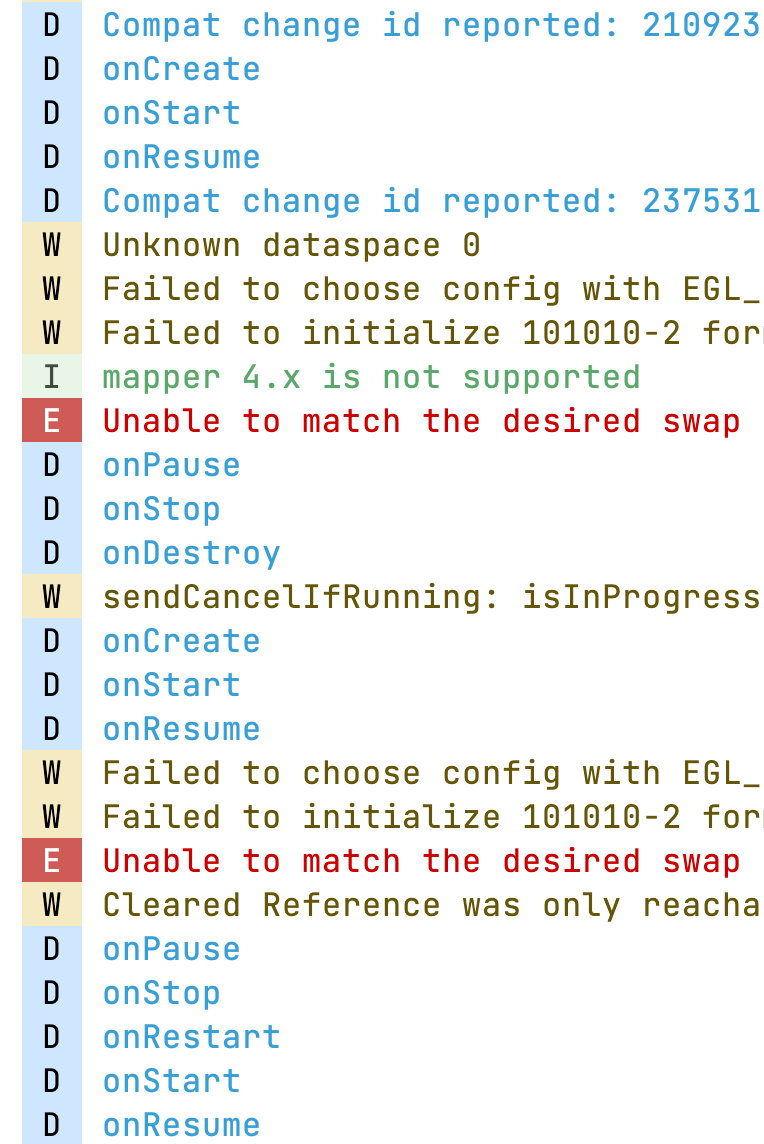 D Compat change id reported: 210923
D onCreate
D onStart
D onResume
D Compat change id reported: 237531
W Unknown dataspace 0
W Failed to choose config with EGL_
W Failed to initialize 101010-2 for
I mapper 4.x is not supported
E Unable to match the desired swap
D onPause
D onStop
D onDestroy
W sendCancelIfRunning: isInProgress
D onCreate
D onStart
D onResume
W Failed to choose config with EGL_
W Failed to initialize 101010-2 for
E Unable to match the desired swap
W Cleared Reference was only reacha
D onPause
D onStop
D onRestart
D onStart
D onResume